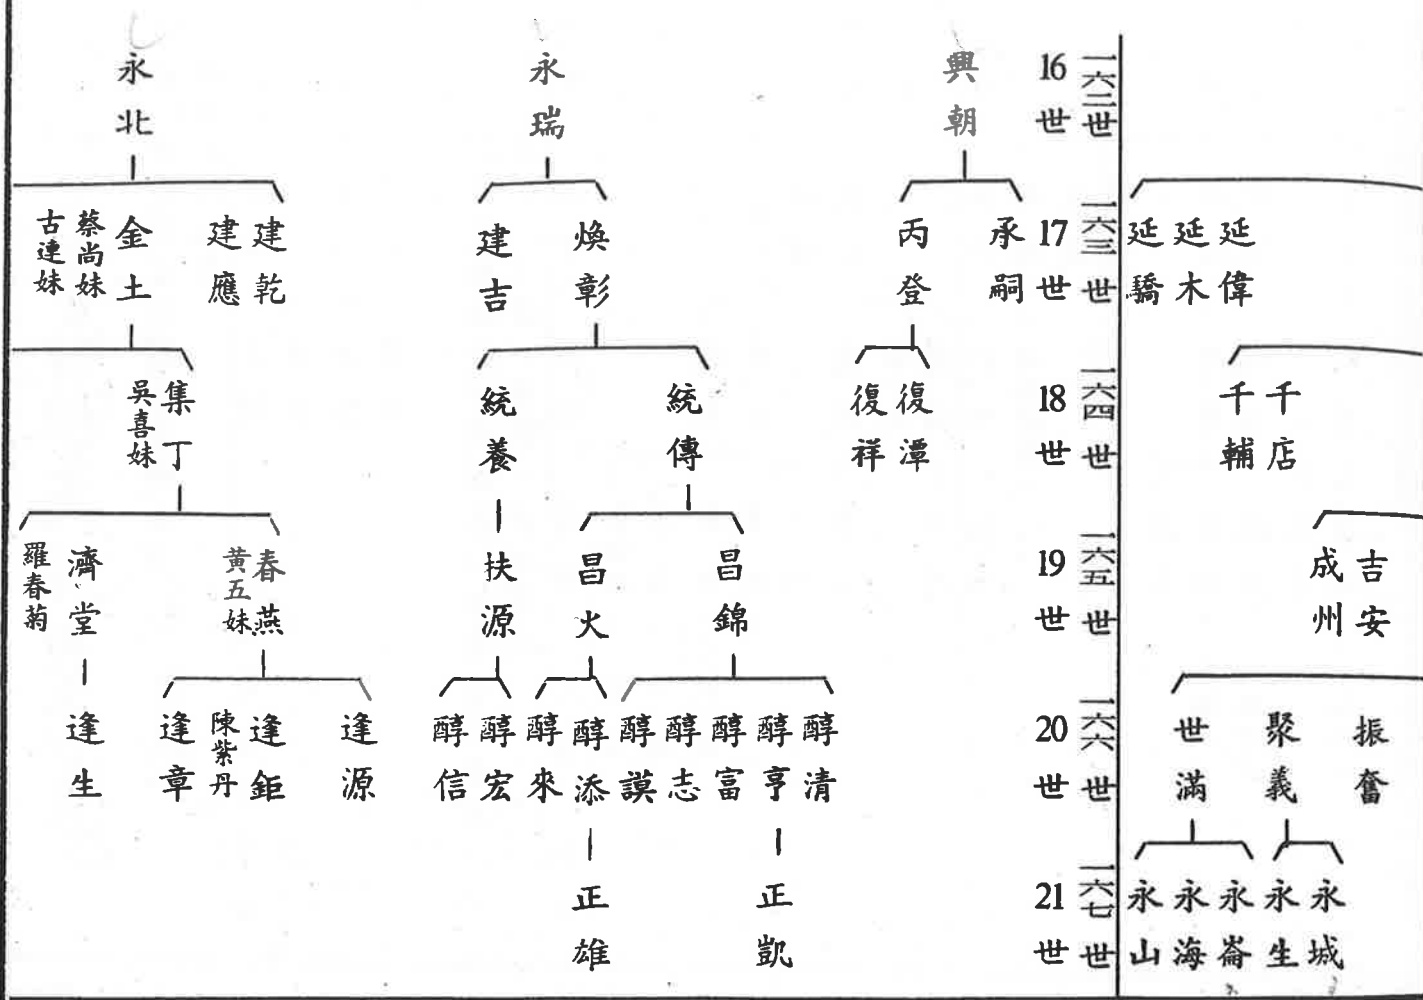 延偉
延木
延驕
千店
千輔
吉安
成州
振奮
聚義
世滿
永城
永生
永崙
永海
永山
一六二世
16世
一六三世
17世
一六四世
18世
一六五世
19世
一六六世
20世
一六七世
21世
興朝
承嗣
丙登
復潭
復祥
永瑞
煥彰
建吉
統傳
統養
昌錦
昌火
扶源
醇清
醇亨
醇富
醇志
醇謨
醇添
醇來
醇宏
醇信
正凱
正雄
永北
建乾
建應
金土
蔡尚妹
古連妹
集丁
吳喜妹
春燕
黃五妹
濟堂
羅春菊
逢源
逢鉅
陳紫丹
逢章
逢生